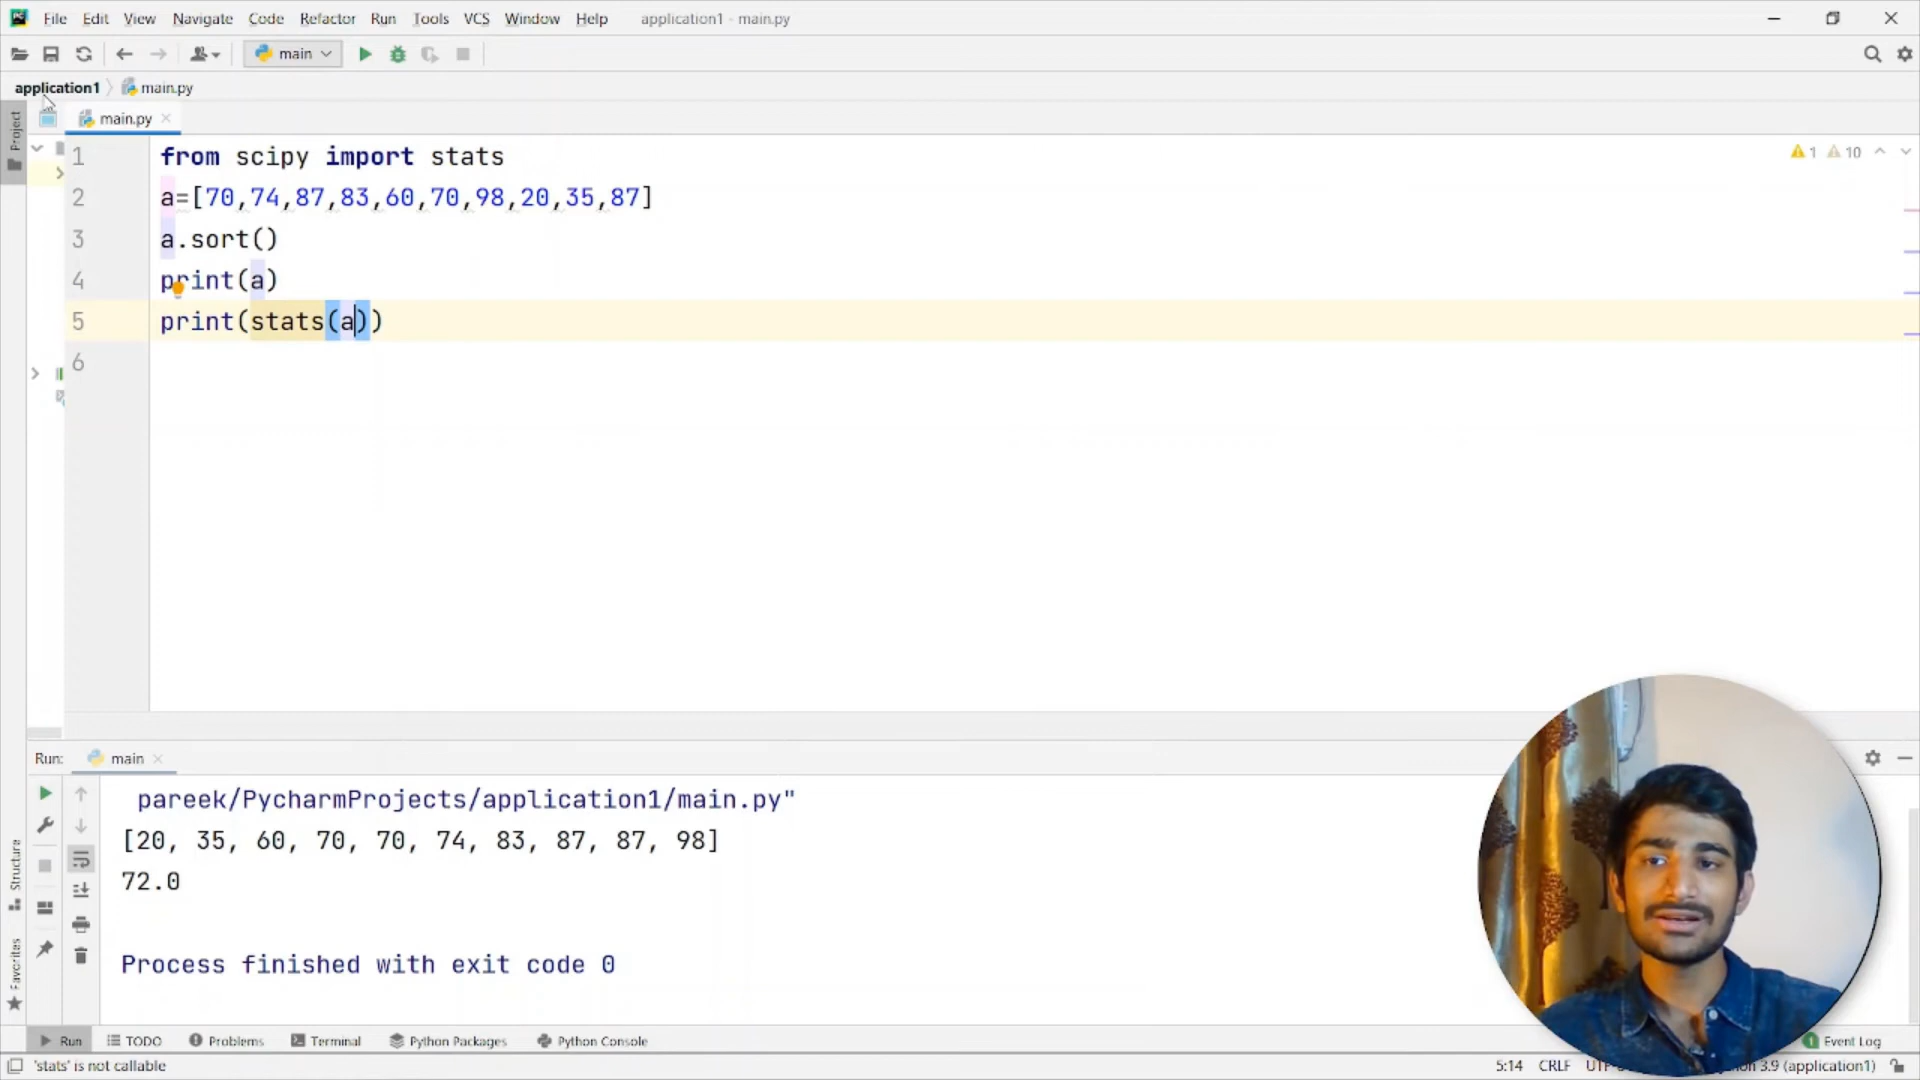 File Edit View Navigate Code Refactor Run Tools VCS Window Help application1 - main.py
main
application1 main.py
Project
main.py
1 from scipy import stats
1 10
2 a=[70,74,87,83,60,70,98,20,35,87]
3 a.sort()
4 print(a)
5 print(stats(a))
6
Run: main
pareek/PycharmProjects/application1/main.py"
[20, 35, 60, 70, 70, 74, 83, 87, 87, 98]
72.0
Process finished with exit code 0
Structure
Favorites
Run TODO Problems Terminal Python Packages Python Console 1 Event Log
'stats' is not callable 5:14 CRLF 3.9 (application1)